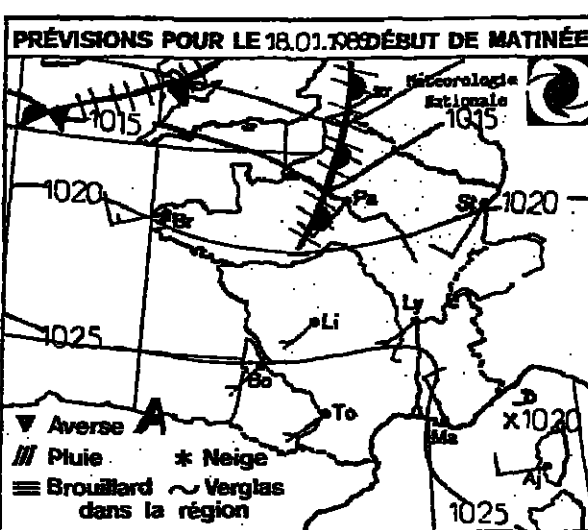 PRÉVISIONS POUR LE 18.01.1989 DÉBUT DE MATINÉE
Météorologie
Nationale
1015
1015
1020
Br
Pa
St
1020
1025
Li
Ly
Bo
To
Ma
D
x1020
Aj
1025
A
Averse
Pluie
* Neige
Brouillard
Verglas
dans la région